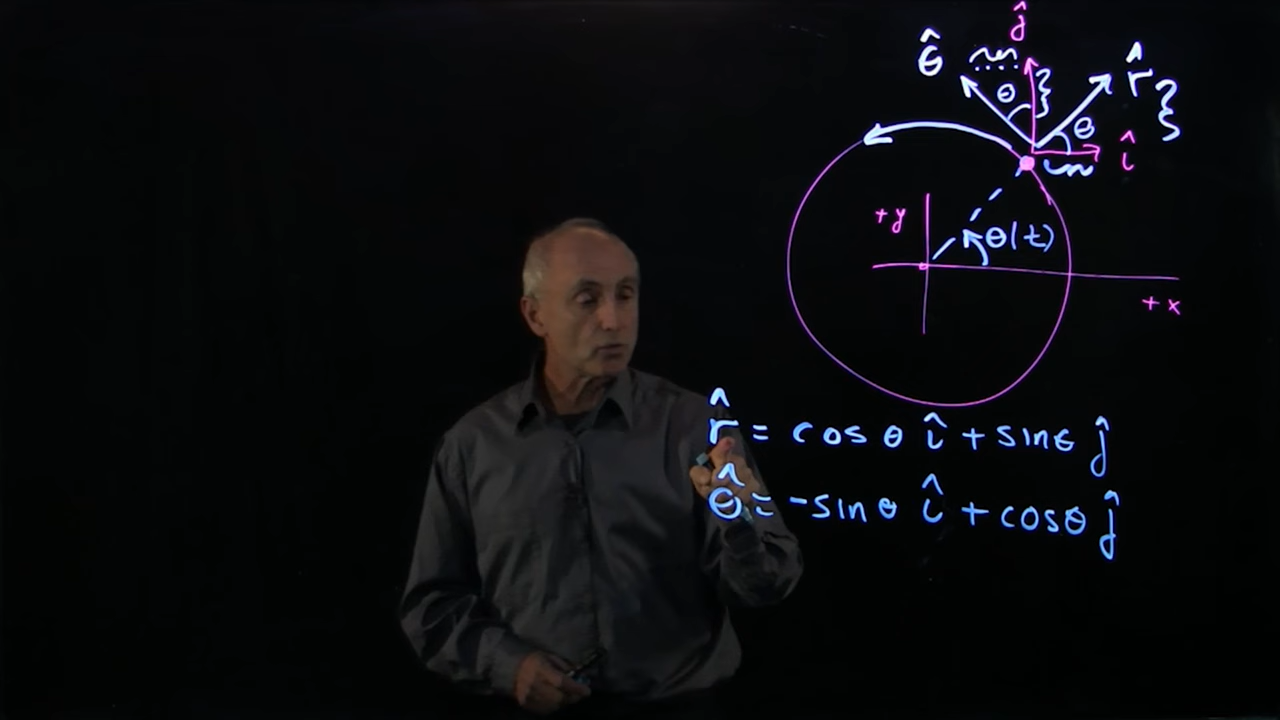 ĵ
θ̂ r̂
θ θ
î
+y θ(t)
+x
r̂ = cos θ î + sin θ ĵ
θ̂ = -sin θ î + cos θ ĵ